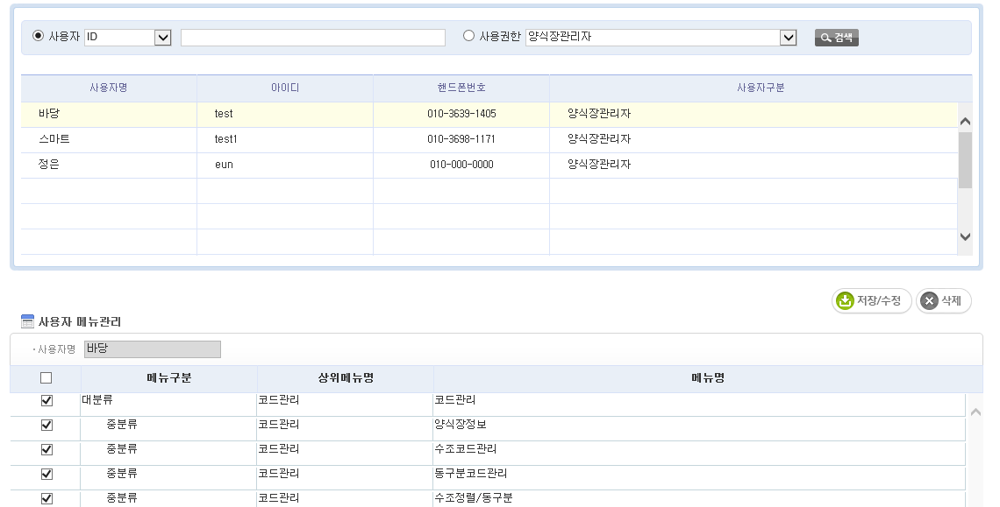 사용자 ID 사용권한 양식장관리자 검색
사용자명 아이디 핸드폰번호 사용자구분
바당 test 010-3639-1405 양식장관리자
스마트 test1 010-3698-1171 양식장관리자
정은 eun 010-000-0000 양식장관리자
저장/수정 삭제
사용자 메뉴관리
· 사용자명 바당
메뉴구분 상위메뉴명 메뉴명
대분류 코드관리 코드관리
중분류 코드관리 양식장정보
중분류 코드관리 수조코드관리
중분류 코드관리 동구분코드관리
중분류 코드관리 수조정렬/동구분